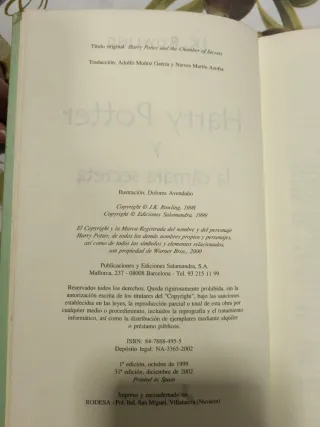 Título original: Harry Potter and the Chamber of Secrets
Traducción: Adolfo Muñoz García y Nieves Martín Azofra
Harry Potter
y
la cámara secreta
Ilustración: Dolores Avendaño
Copyright © J.K. Rowling, 1998
Copyright © Ediciones Salamandra, 1999
El Copyright y la Marca Registrada del nombre y del personaje
Harry Potter, de todos los demás nombres propios y personajes,
así como de todos los símbolos y elementos relacionados,
son propiedad de Warner Bros., 2000
Publicaciones y Ediciones Salamandra, S.A.
Mallorca, 237 - 08008 Barcelona - Tel. 93 215 11 99
Reservados todos los derechos. Queda rigurosamente prohibida, sin la
autorización escrita de los titulares del "Copyright", bajo las sanciones
establecidas en las leyes, la reproducción parcial o total de esta obra por
cualquier medio o procedimiento, incluidos la reprografía y el tratamiento
informático, así como la distribución de ejemplares mediante alquiler
o préstamo públicos.
ISBN: 84-7888-495-5
Depósito legal: NA-3365-2002
1ª edición, octubre de 1999
31ª edición, diciembre de 2002
Printed in Spain
Impreso y encuadernado en:
RODESA - Pol. Ind. San Miguel, Villatuerta (Navarra)